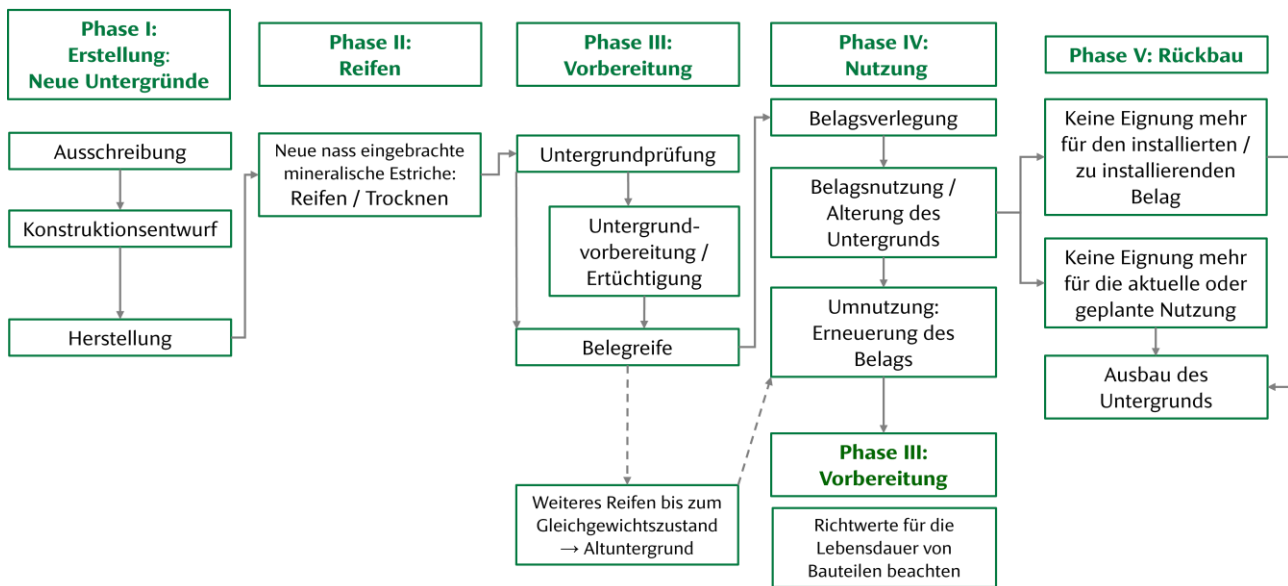 Phase I:
Erstellung:
Neue Untergründe
Ausschreibung
Konstruktionsentwurf
Herstellung
Phase II:
Reifen
Neue nass eingebrachte
mineralische Estriche:
Reifen / Trocknen
Phase III:
Vorbereitung
Untergrundprüfung
Untergrund-
vorbereitung /
Ertüchtigung
Belegreife
Weiteres Reifen bis zum
Gleichgewichtszustand
→ Altuntergrund
Phase IV:
Nutzung
Belagsverlegung
Belagsnutzung /
Alterung des
Untergrunds
Umnutzung:
Erneuerung des
Belags
Phase III:
Vorbereitung
Richtwerte für die
Lebensdauer von
Bauteilen beachten
Phase V: Rückbau
Keine Eignung mehr
für den installierten /
zu installierenden
Belag
Keine Eignung mehr
für die aktuelle oder
geplante Nutzung
Ausbau des
Untergrunds